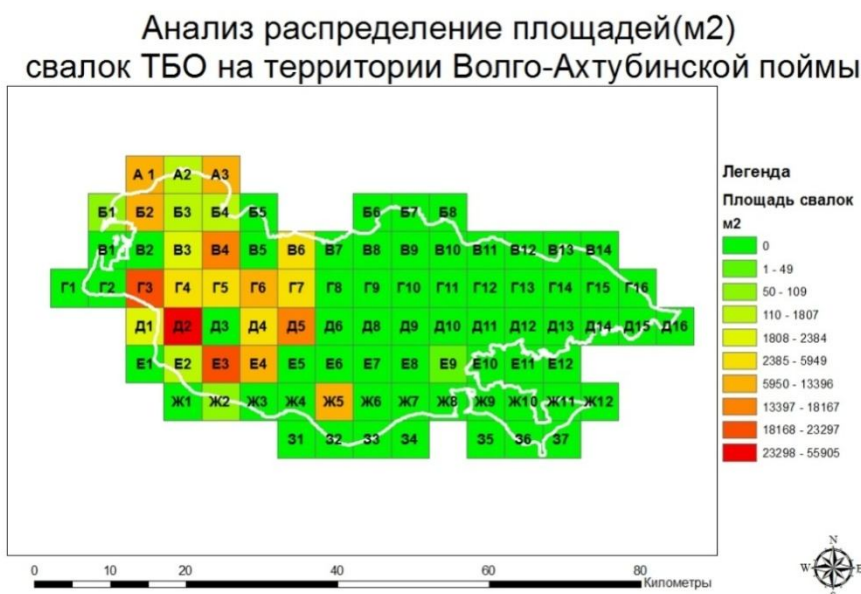 Анализ распределение площадей(м2)
свалок ТБО на территории Волго-Ахтубинской поймы
А 1 А2 А3
Б1 Б2 Б3 Б4 Б5 Б6 Б7 Б8
В1 В2 В3 В4 В5 В6 В7 В8 В9 В10 В11 В12 В13 В14
Г1 Г2 Г3 Г4 Г5 Г6 Г7 Г8 Г9 Г10 Г11 Г12 Г13 Г14 Г15 Г16
Д1 Д2 Д3 Д4 Д5 Д6 Д8 Д9 Д10 Д11 Д12 Д13 Д14 Д15 Д16
Е1 Е2 Е3 Е4 Е5 Е6 Е7 Е8 Е9 Е10 Е11 Е12
Ж1 Ж2 Ж3 Ж4 Ж5 Ж6 Ж7 Ж8 Ж9 Ж10 Ж11 Ж12
З1 З2 З3 З4 З5 З6 З7
Легенда
Площадь свалок
м2
0
1 - 49
50 - 109
110 - 1807
1808 - 2384
2385 - 5949
5950 - 13396
13397 - 18167
18168 - 23297
23298 - 55905
0 10 20 40 60 80
Километры
N
W E
S